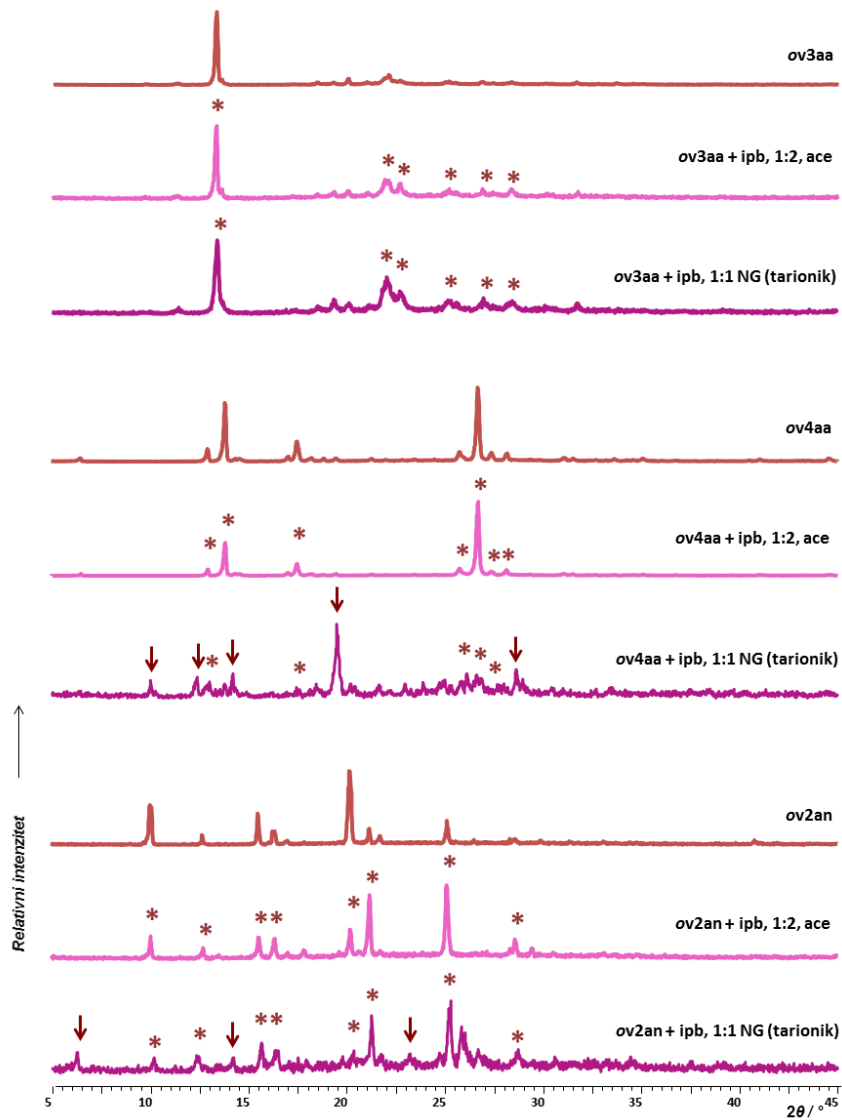 ov3aa
*
ov3aa + ipb, 1:2, ace
* * * * *
*
ov3aa + ipb, 1:1 NG (tarionik)
* * * * *
ov4aa
*
ov4aa + ipb, 1:2, ace
* * * * * *
ov4aa + ipb, 1:1 NG (tarionik)
* * * * *
ov2an
*
ov2an + ipb, 1:2, ace
* * * * * * *
*
ov2an + ipb, 1:1 NG (tarionik)
* * * * * * *
Relativni intenzitet
5 10 15 20 25 30 35 40 45
2θ / °